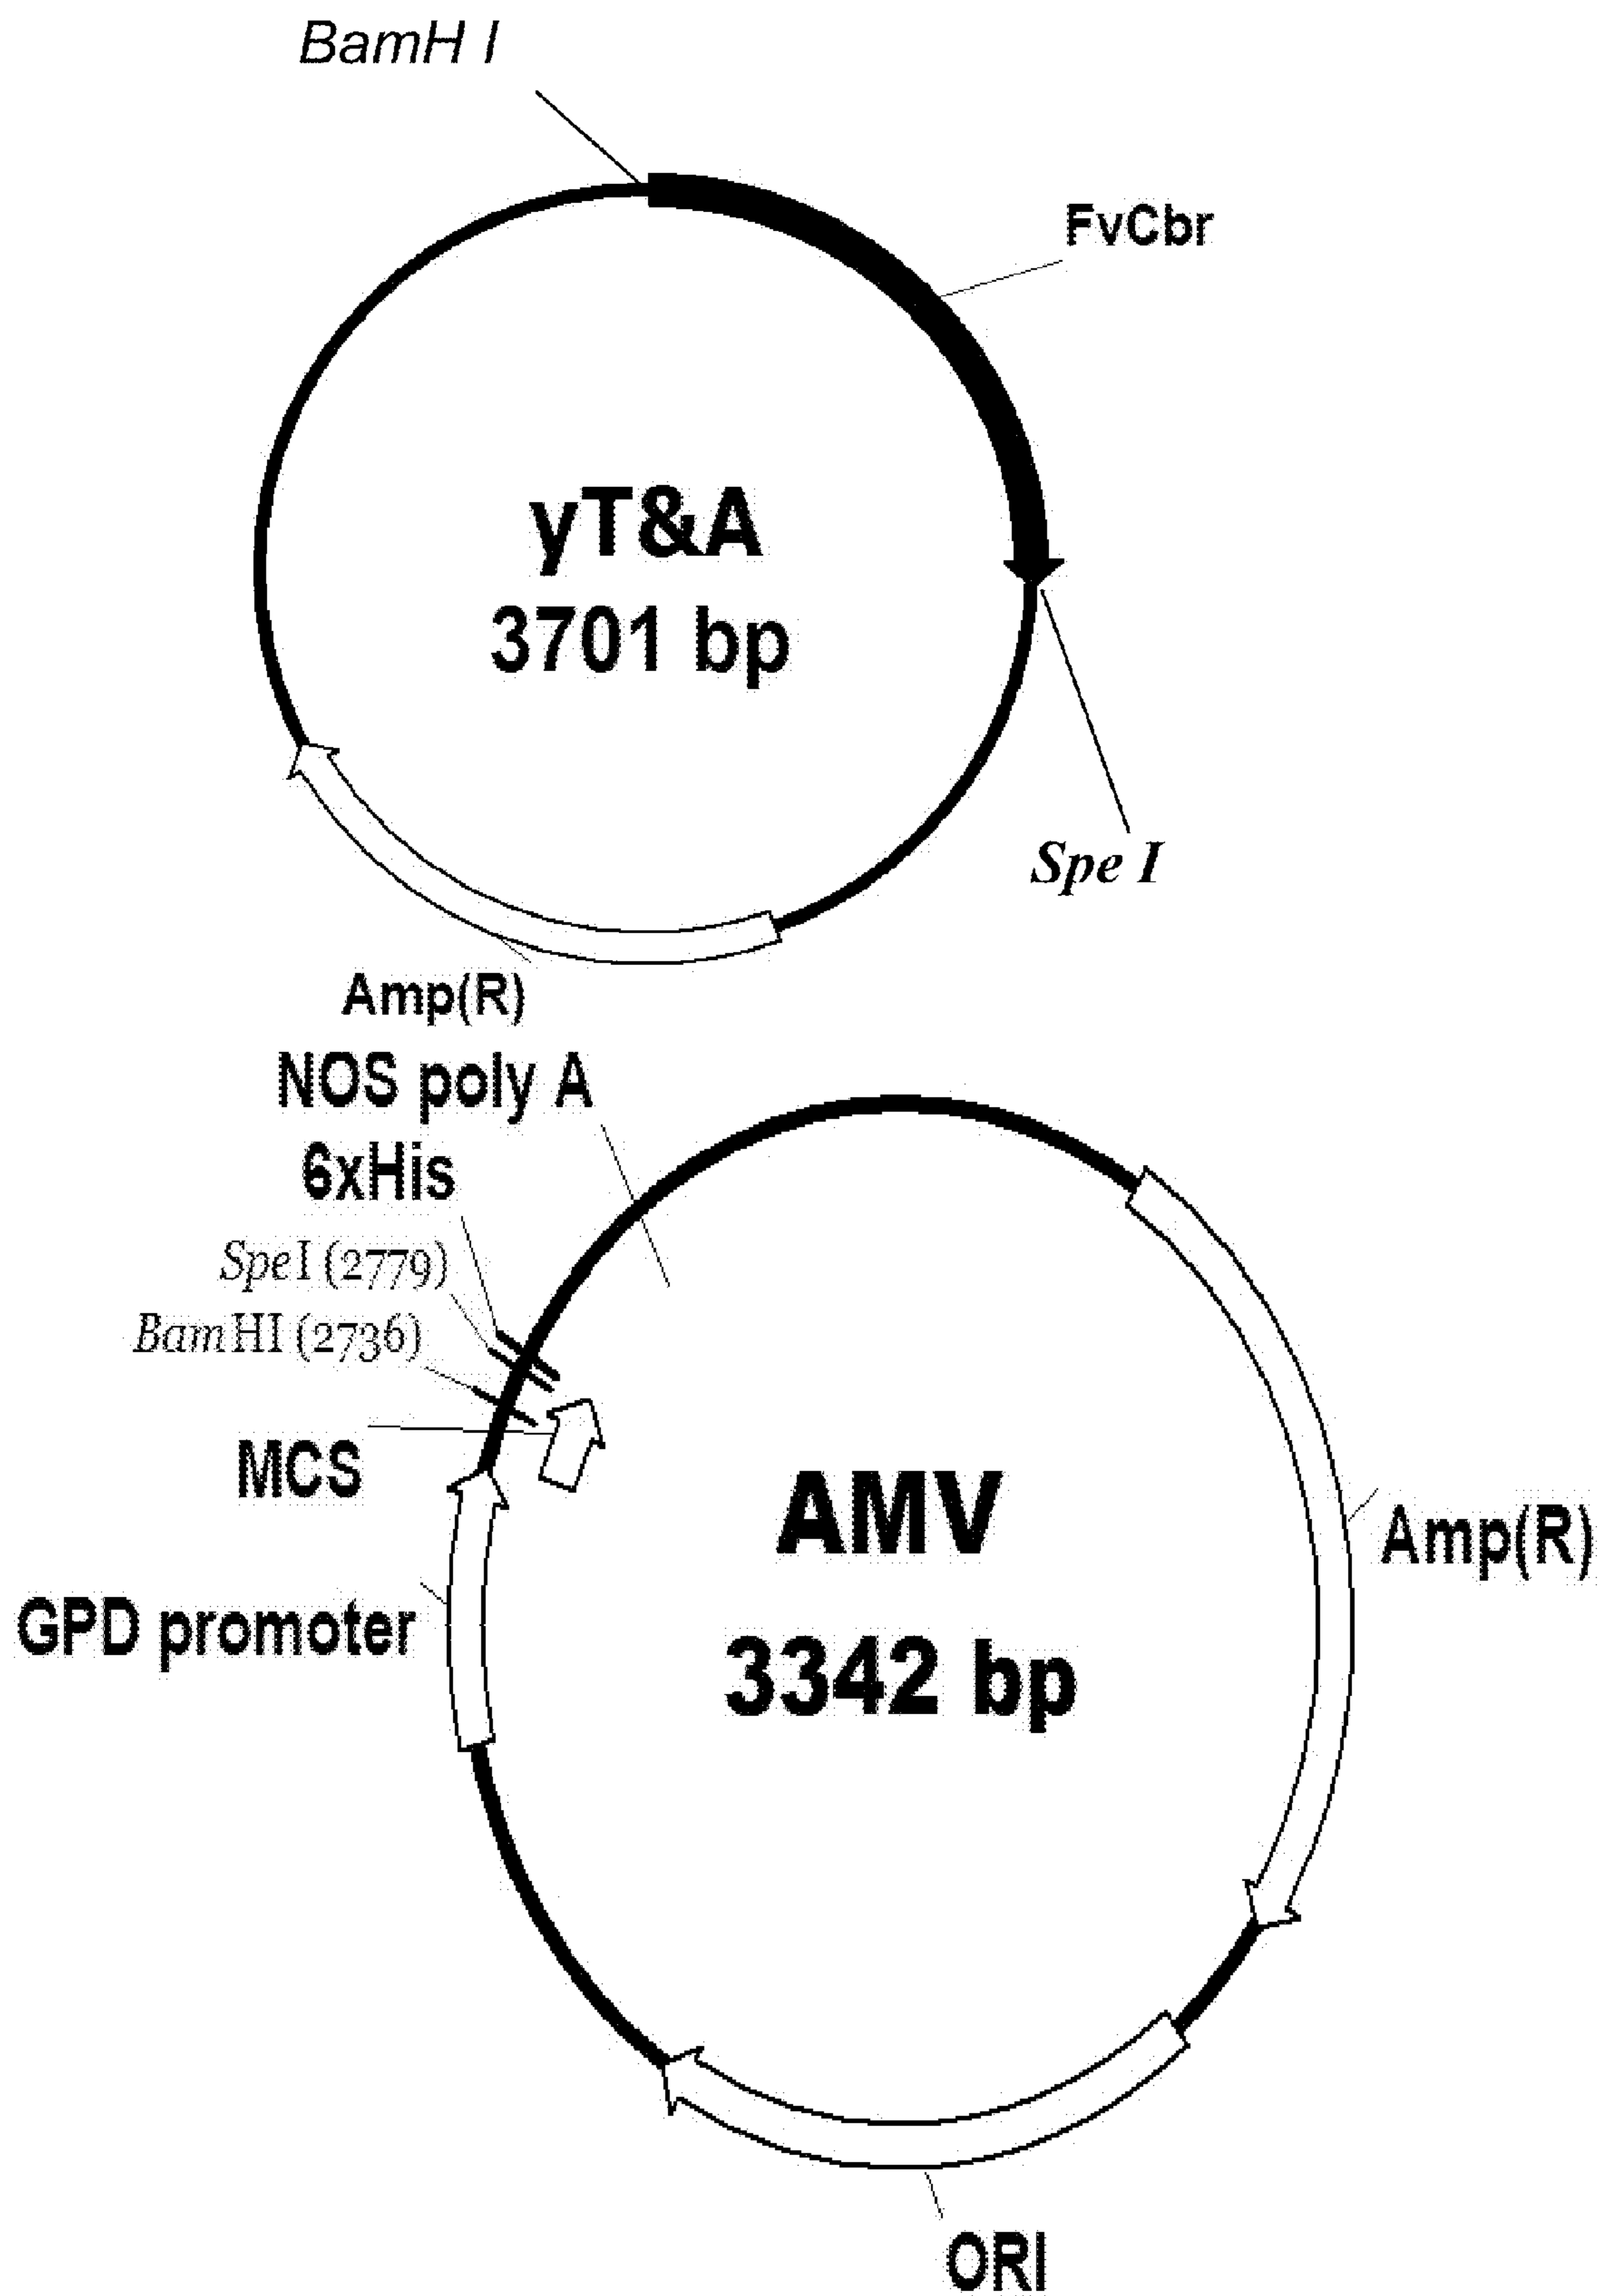 BamH I
FvCbr
yT&A
3701 bp
Spe I
Amp(R)
NOS poly A
6xHis
SpeI (2779)
BamHI (2736)
MCS
AMV
Amp(R)
GPD promoter
3342 bp
ORI